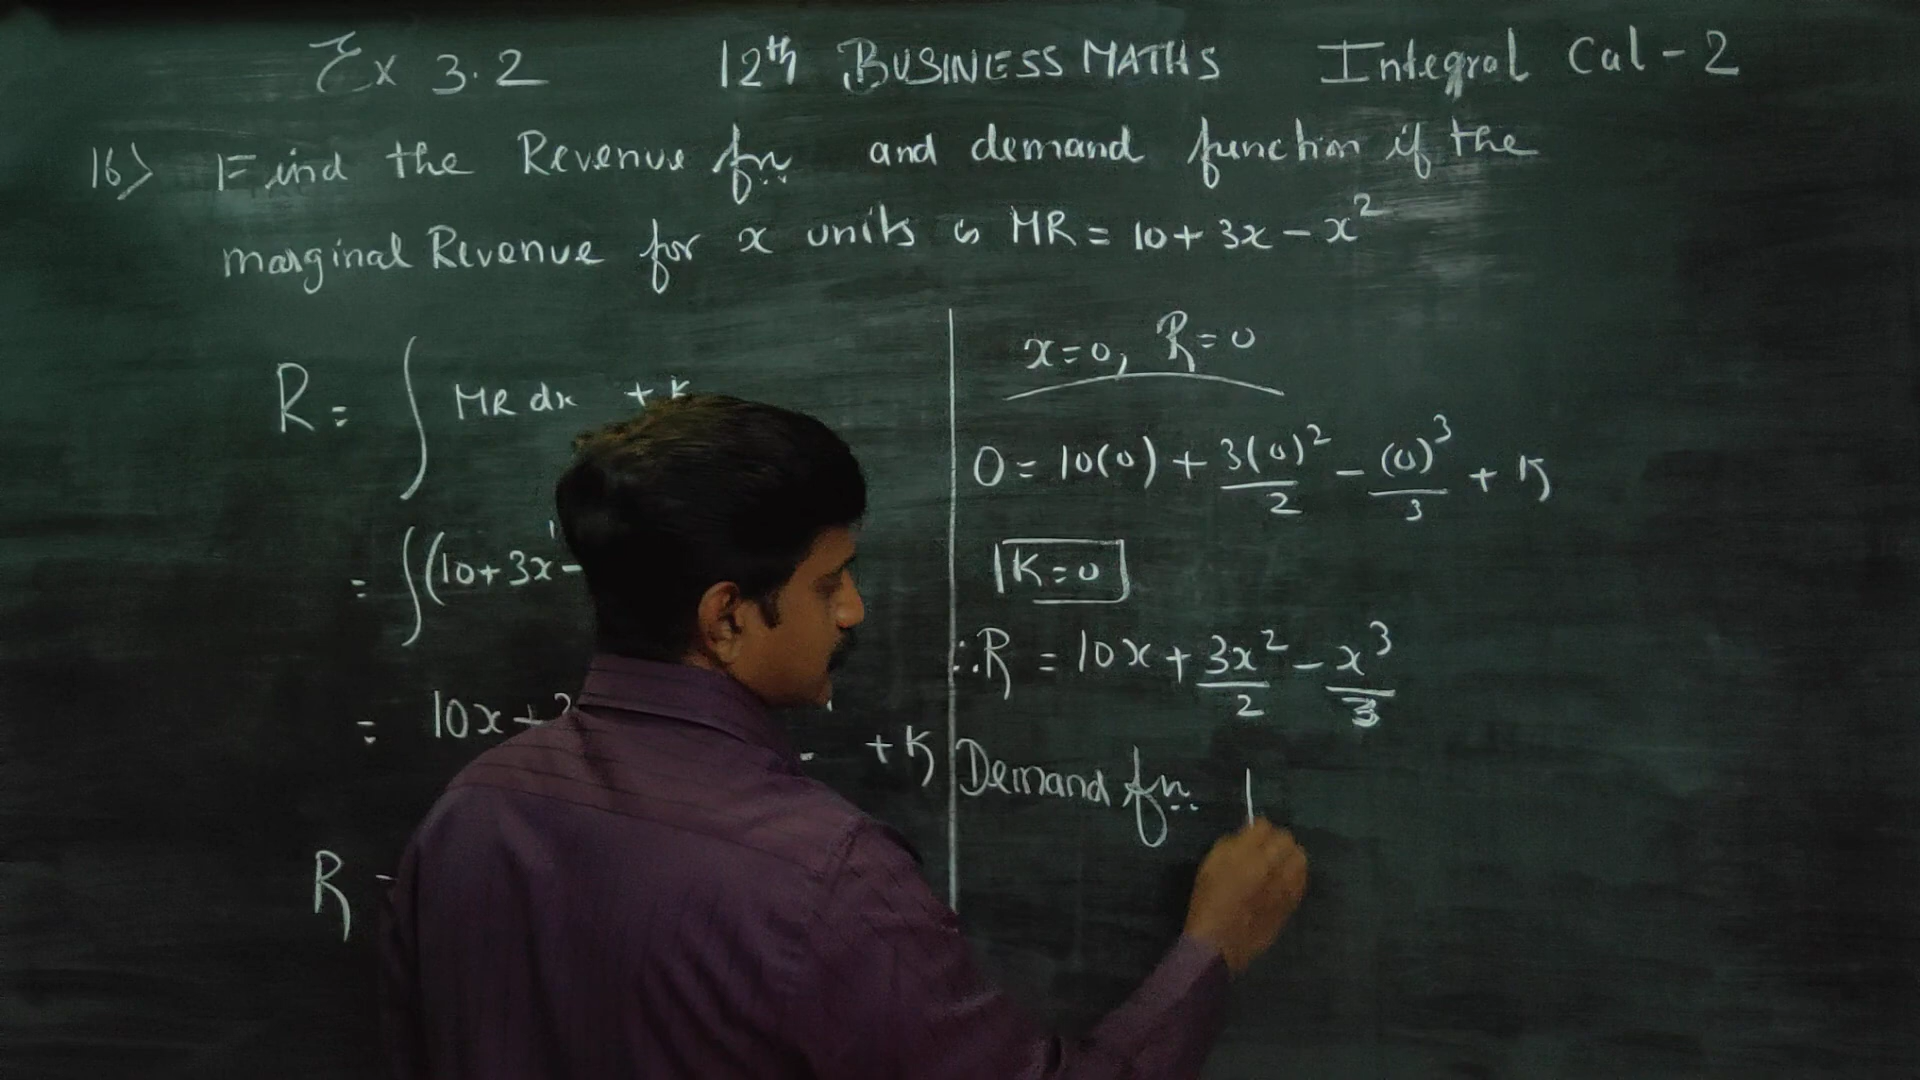 Ex 3.2 12th BUSINESS MATHS Integral Cal - 2
16) Find the Revenue fn and demand function if the
marginal Revenue for x units is MR = 10 + 3x - x²
R = ∫ MR dx + k
= ∫(10 + 3x -
= 10x +
+ k
R
x = 0, R = 0
0 = 10(0) + 3(0)²/2 - (0)³/3 + k
K = 0
∴ R = 10x + 3x²/2 - x³/3
Demand fn.